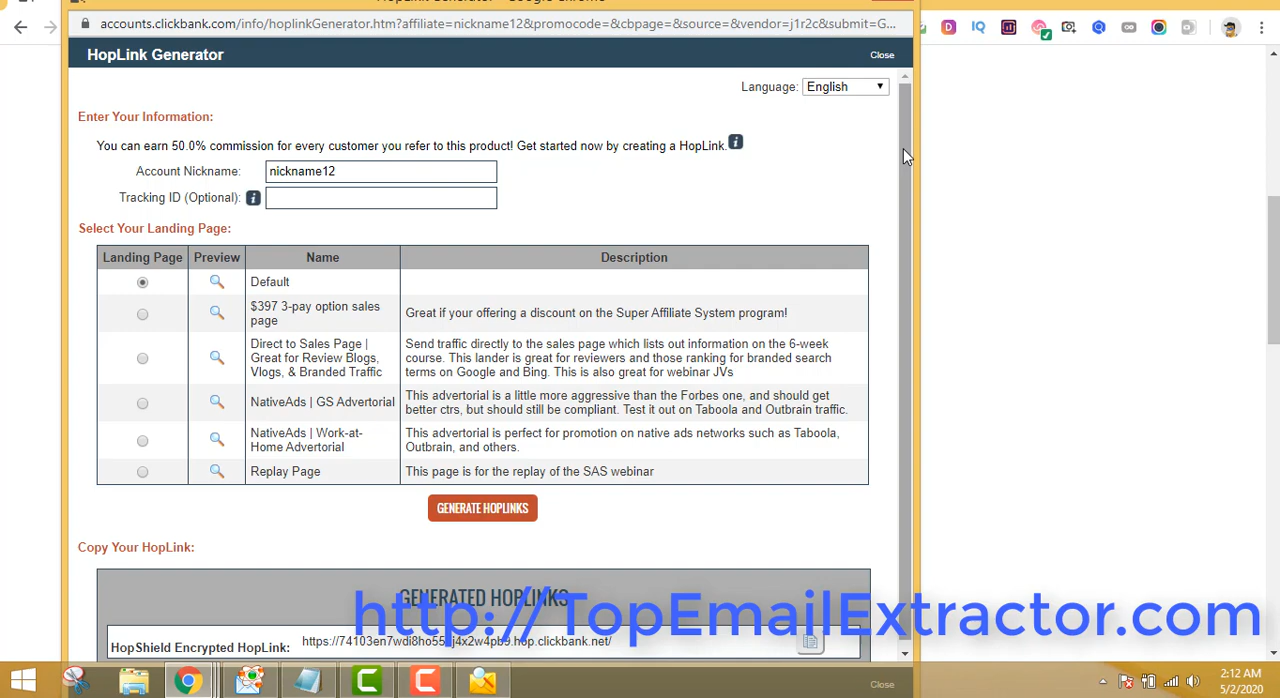 accounts.clickbank.com/info/hoplinkGenerator.htm?affiliate=nickname12&promocode=&cbpage=&source=&vendor=j1r2c&submit=G...
HopLink Generator
Close
Language: English
Enter Your Information:
You can earn 50.0% commission for every customer you refer to this product! Get started now by creating a HopLink.
Account Nickname: nickname12
Tracking ID (Optional):
Select Your Landing Page:
Landing Page Preview Name Description
Default
$397 3-pay option sales
page
Great if your offering a discount on the Super Affiliate System program!
Direct to Sales Page |
Great for Review Blogs,
Vlogs, & Branded Traffic
Send traffic directly to the sales page which lists out information on the 6-week
course. This lander is great for reviewers and those ranking for branded search
terms on Google and Bing. This is also great for webinar JVs
NativeAds | GS Advertorial
This advertorial is a little more aggressive than the Forbes one, and should get
better ctrs, but should still be compliant. Test it out on Taboola and Outbrain traffic.
NativeAds | Work-at-
Home Advertorial
This advertorial is perfect for promotion on native ads networks such as Taboola,
Outbrain, and others.
Replay Page This page is for the replay of the SAS webinar
GENERATE HOPLINKS
Copy Your HopLink:
GENERATED HOPLINKS
http://TopEmailExtractor.com
HopShield Encrypted HopLink:
Close
2:12 AM
5/2/2020